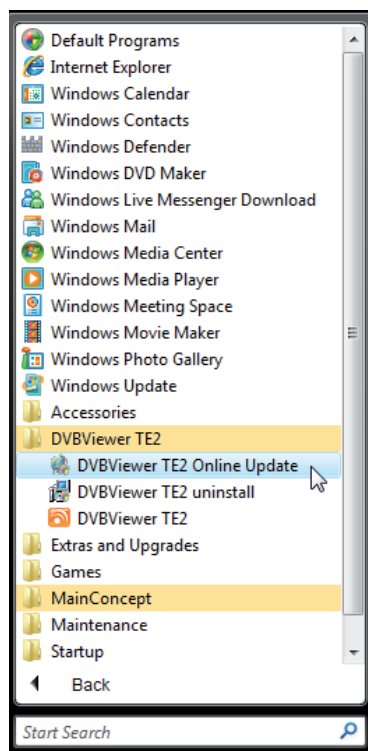 Default Programs
Internet Explorer
Windows Calendar
Windows Contacts
Windows Defender
Windows DVD Maker
Windows Live Messenger Download
Windows Mail
Windows Media Center
Windows Media Player
Windows Meeting Space
Windows Movie Maker
Windows Photo Gallery
Windows Update
Accessories
DVBViewer TE2
DVBViewer TE2 Online Update
DVBViewer TE2 uninstall
DVBViewer TE2
Extras and Upgrades
Games
MainConcept
Maintenance
Startup
Back
Start Search